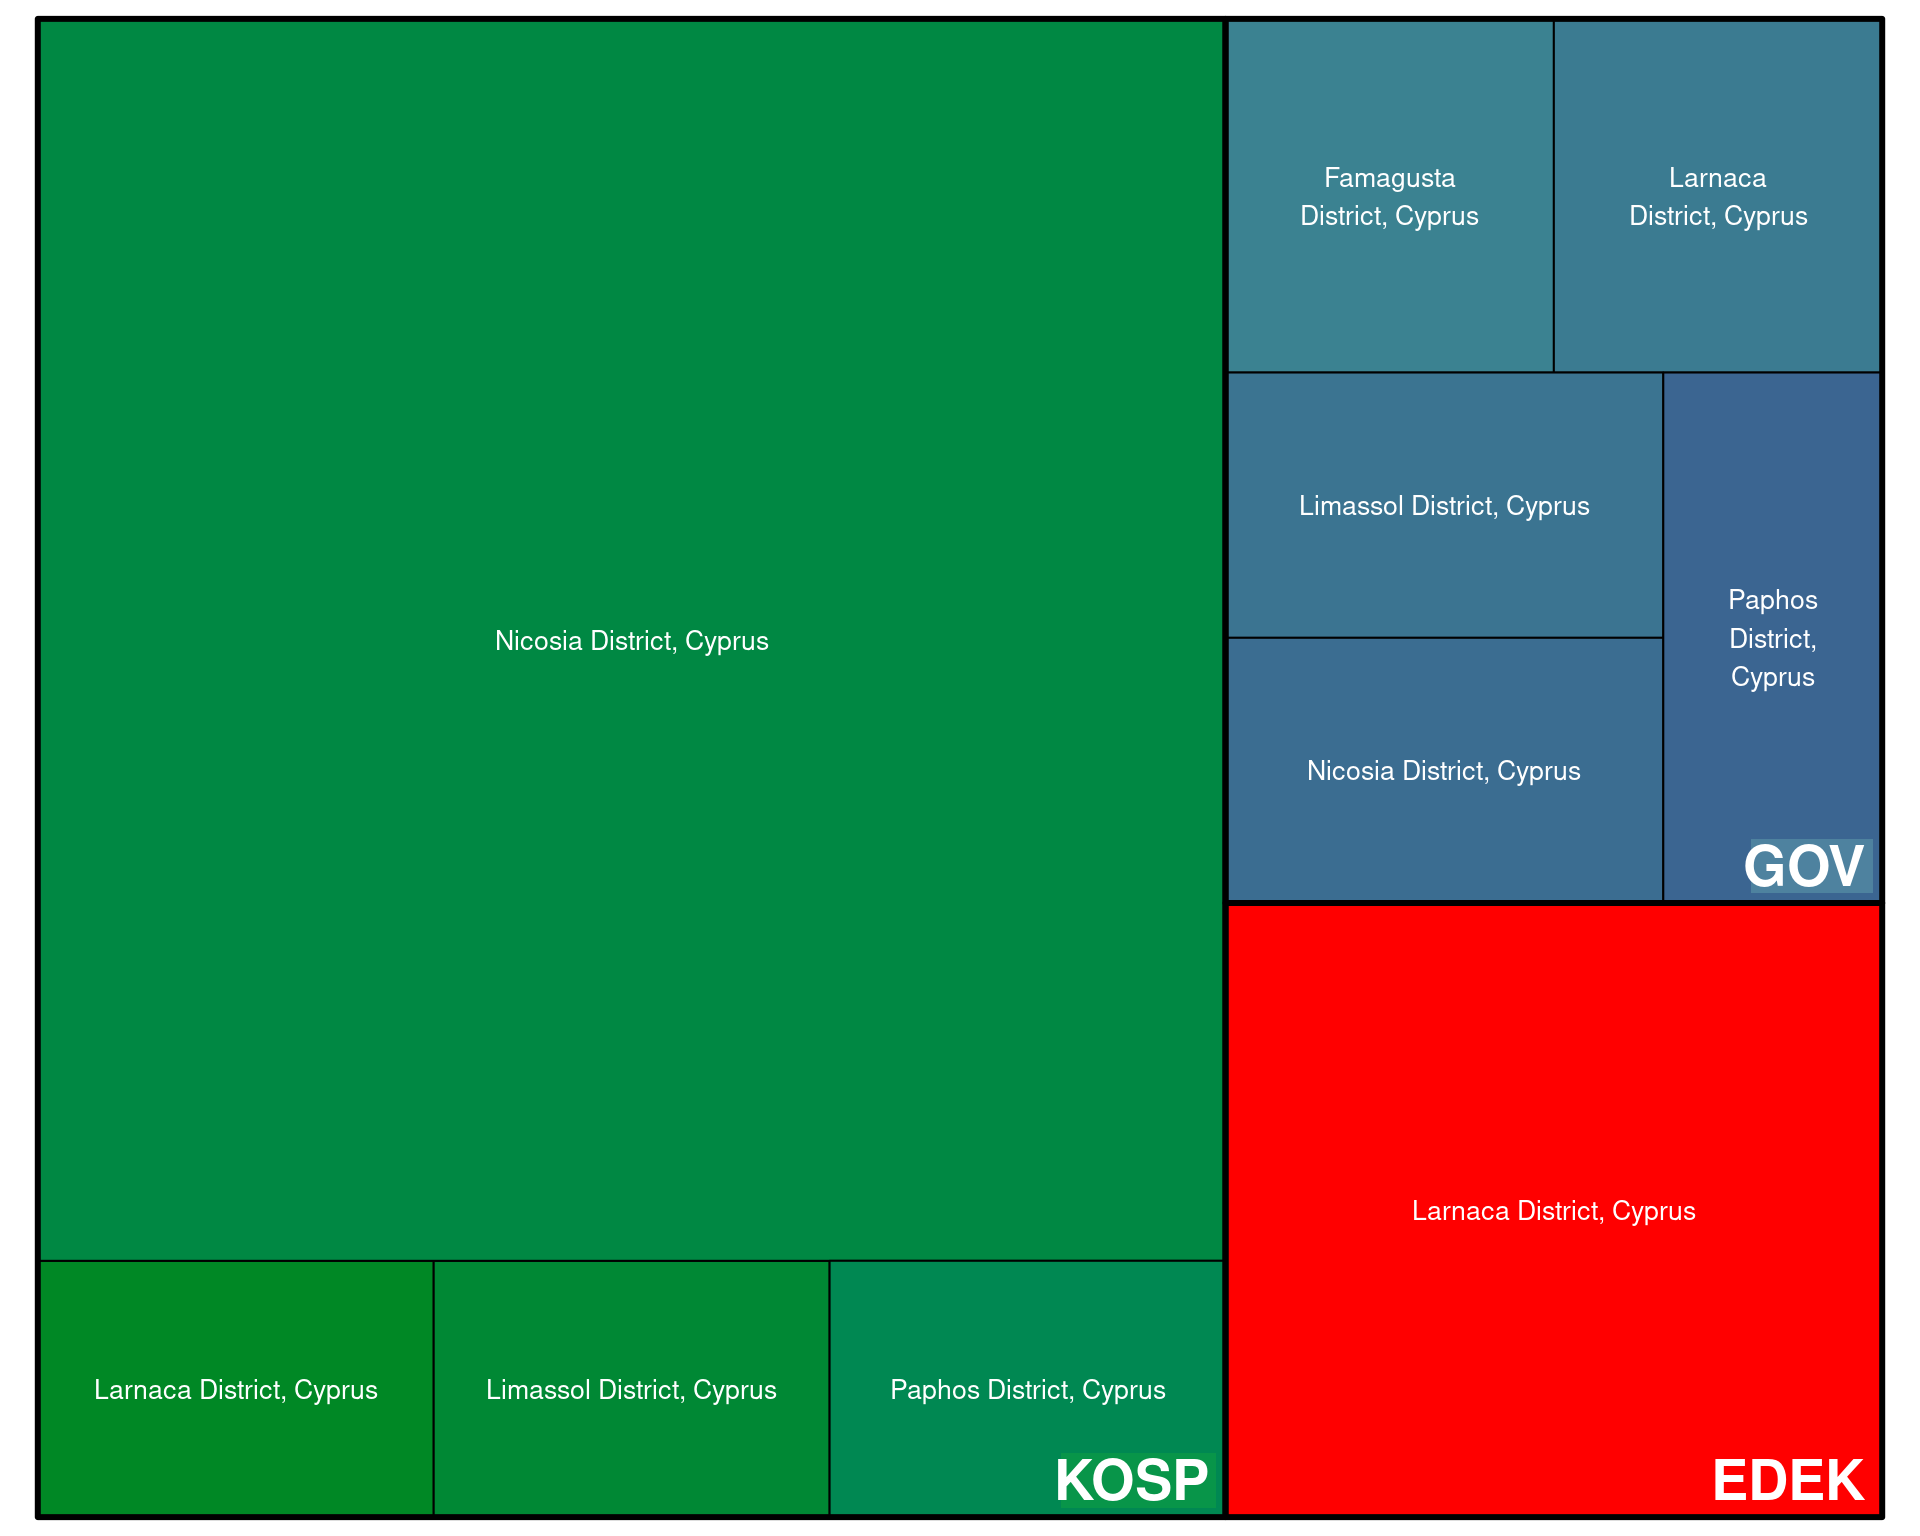 Nicosia District, Cyprus
Larnaca District, Cyprus
Limassol District, Cyprus
Paphos District, Cyprus
KOSP
Famagusta
District, Cyprus
Larnaca
District, Cyprus
Limassol District, Cyprus
Nicosia District, Cyprus
Paphos
District,
Cyprus
GOV
Larnaca District, Cyprus
EDEK